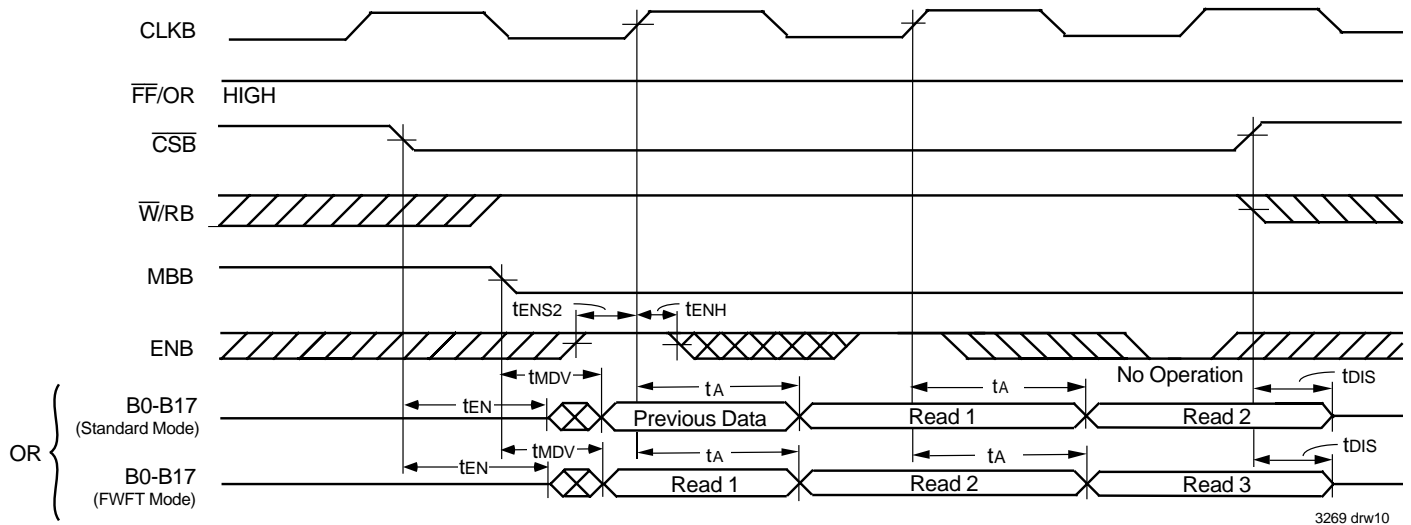 CLKB
FF/OR HIGH
CSB
W/RB
MBB
tENS2 tENH
ENB
No Operation
tMDV tA tA tDIS
tEN
B0-B17
(Standard Mode)
Previous Data Read 1 Read 2
OR
tMDV tA tA tDIS
tEN
B0-B17
(FWFT Mode)
Read 1 Read 2 Read 3
3269 drw10